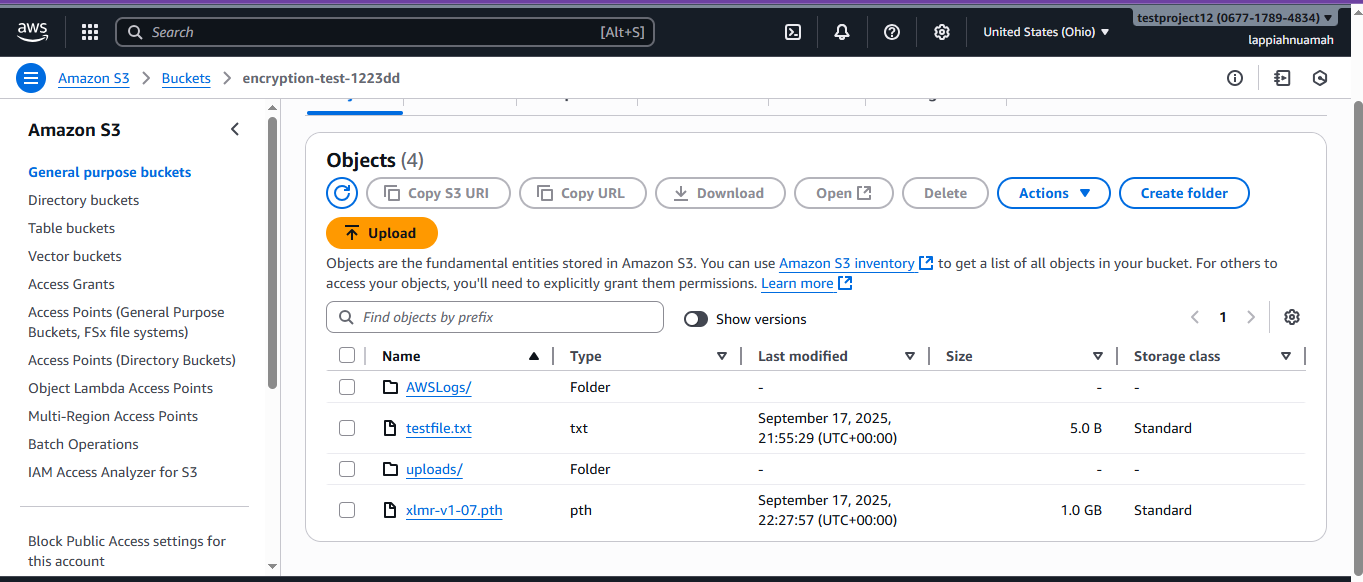 aws
Search [Alt+S]
United States (Ohio)
testproject12 (0677-1789-4834)
lappiahnuamah
Amazon S3 > Buckets > encryption-test-1223dd
Amazon S3
General purpose buckets
Directory buckets
Table buckets
Vector buckets
Access Grants
Access Points (General Purpose
Buckets, FSx file systems)
Access Points (Directory Buckets)
Object Lambda Access Points
Multi-Region Access Points
Batch Operations
IAM Access Analyzer for S3
Block Public Access settings for
this account
Objects (4)
Copy S3 URI Copy URL Download Open Delete Actions Create folder
Upload
Objects are the fundamental entities stored in Amazon S3. You can use Amazon S3 inventory to get a list of all objects in your bucket. For others to
access your objects, you'll need to explicitly grant them permissions. Learn more
Find objects by prefix Show versions 1
Name Type Last modified Size Storage class
AWSLogs/ Folder - - -
testfile.txt txt September 17, 2025, 5.0 B Standard
21:55:29 (UTC+00:00)
uploads/ Folder - - -
xlmr-v1-07.pth pth September 17, 2025, 1.0 GB Standard
22:27:57 (UTC+00:00)